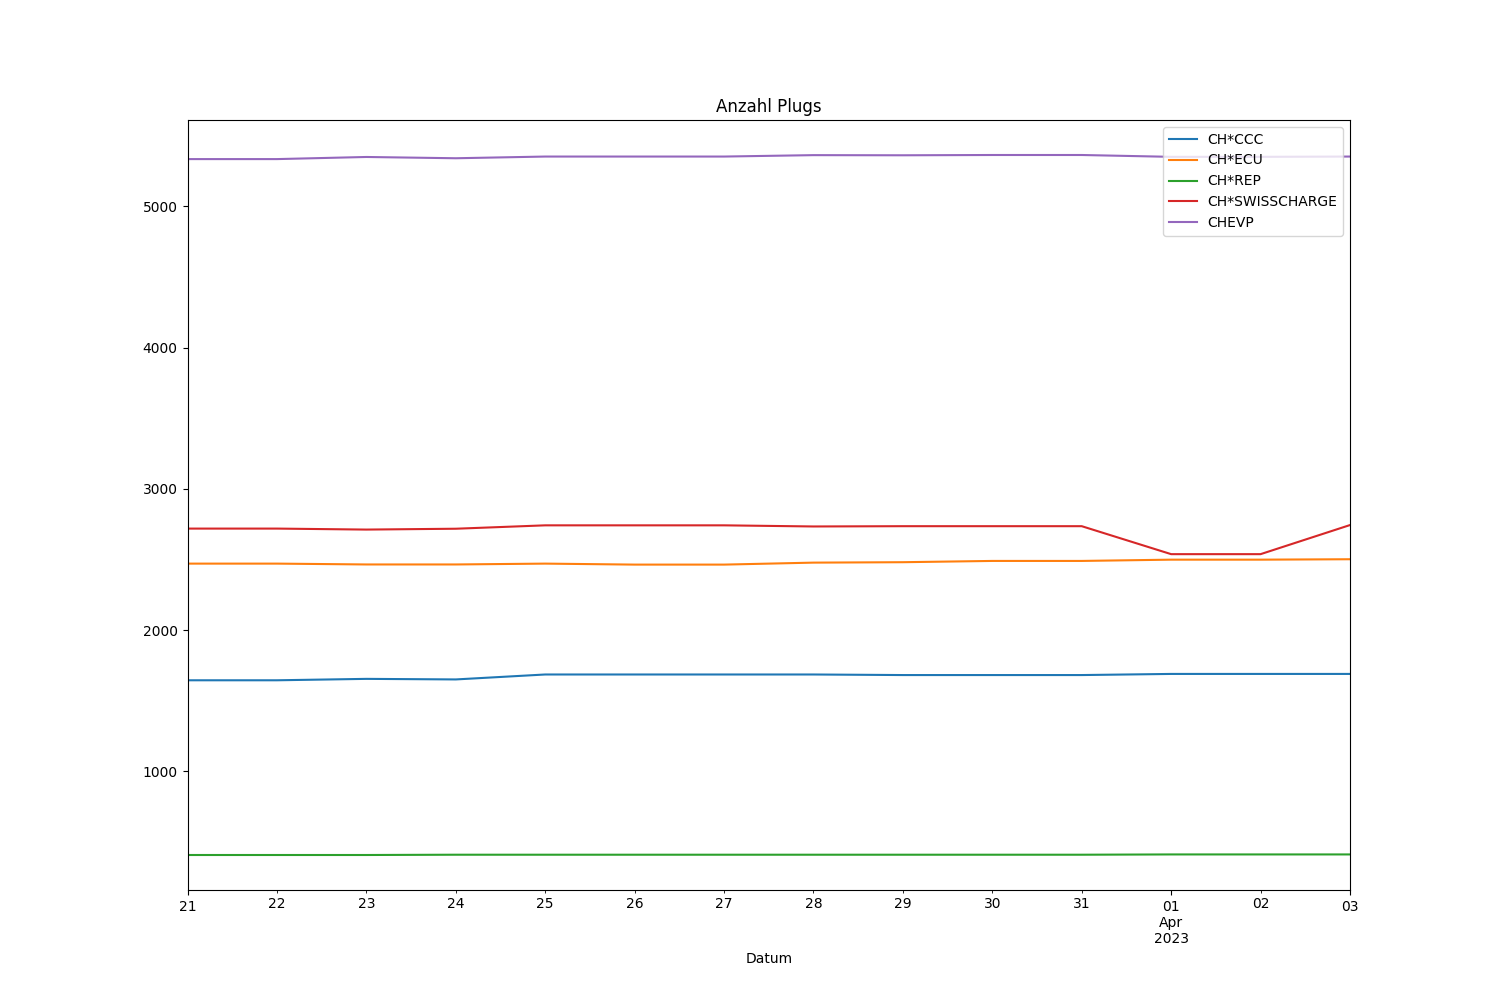 Anzahl Plugs
CH*CCC
CH*ECU
CH*REP
CH*SWISSCHARGE
CHEVP
5000
4000
3000
2000
1000
21 22 23 24 25 26 27 28 29 30 31 01 02 03
Apr
2023
Datum